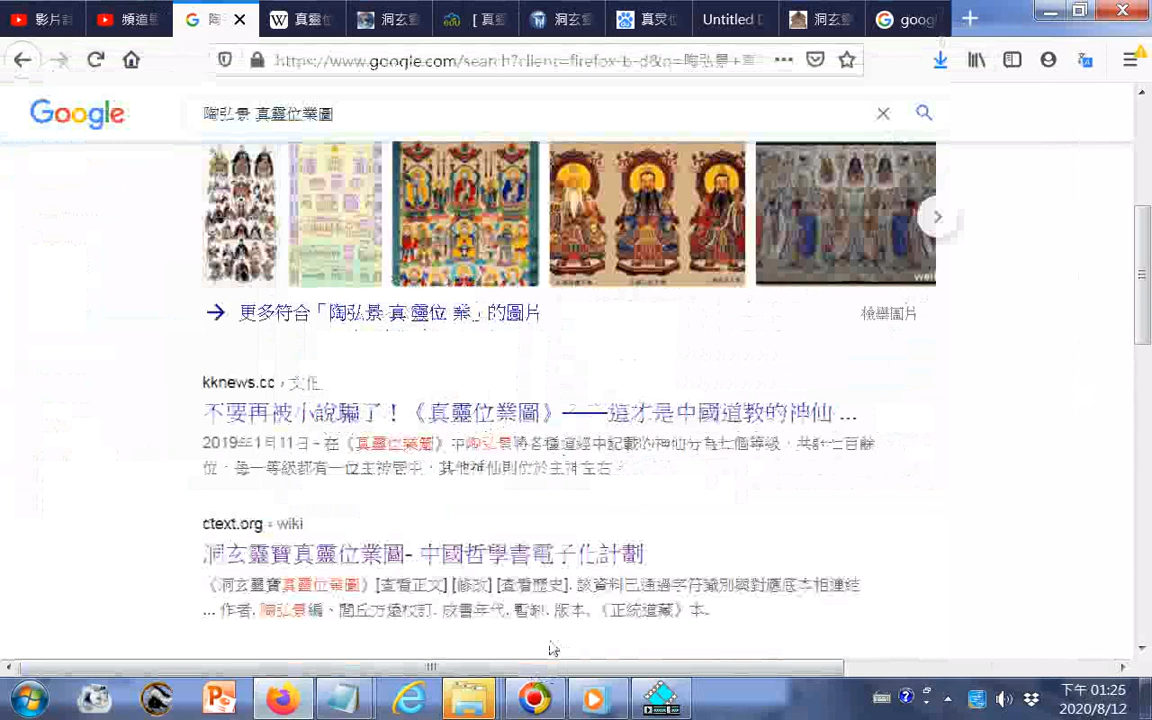 影片
頻道
陶
真靈位
洞玄靈
[ 真
洞玄
真灵位
Untitled D
洞玄靈
goog
https://www.google.com/search?client=firefox-b-d&q=陶弘景+真
Google
陶弘景 真靈位業圖
更多符合「陶弘景 真靈位 業」的圖片
檢舉圖片
kknews.cc › 文化
不要再被小說騙了！《真靈位業圖》——這才是中國道教的神仙 ...
2019年1月11日 - 在《真靈位業圖》中陶弘景將各種道經中記載的神仙分為七個等級，共計七百餘
位，每一等級都有一位主神居中，其他神仙則位於主神左右
ctext.org › wiki
洞玄靈寶真靈位業圖- 中國哲學書電子化計劃
《洞玄靈寶真靈位業圖》[查看正文] [修改] [查看歷史]. 該資料已通過字符識別與對應底本相連結
... 作者. 陶弘景編、閭丘方遠校訂. 成書年代. 暫缺. 版本. 《正統道藏》本。
下午 01:25
2020/8/12